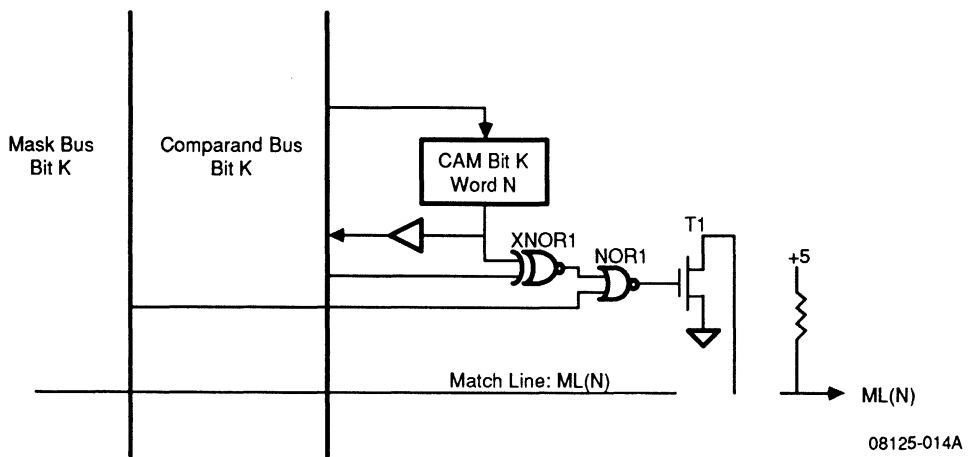 Mask Bus
Bit K
Comparand Bus
Bit K
CAM Bit K
Word N
XNOR1
NOR1
T1
+5
Match Line: ML(N)
ML(N)
08125-014A